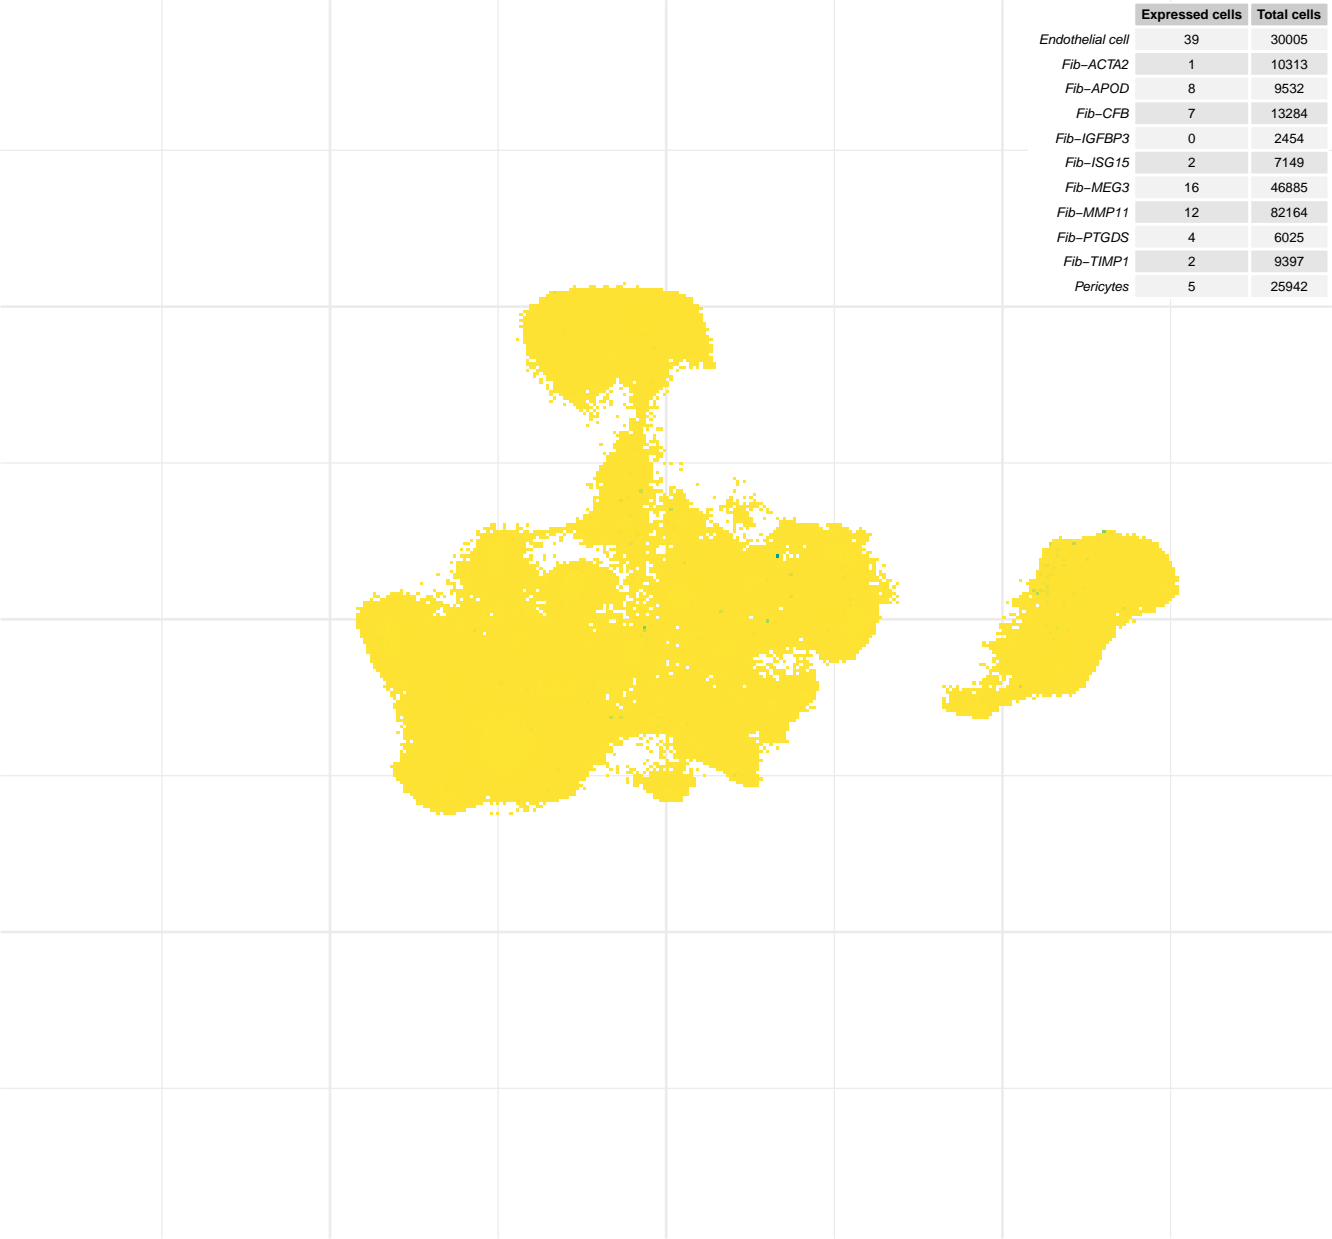 Expressed cells Total cells
Endothelial cell 39 30005
Fib−ACTA2 1 10313
Fib−APOD 8 9532
Fib−CFB 7 13284
Fib−IGFBP3 0 2454
Fib−ISG15 2 7149
Fib−MEG3 16 46885
Fib−MMP11 12 82164
Fib−PTGDS 4 6025
Fib−TIMP1 2 9397
Pericytes 5 25942